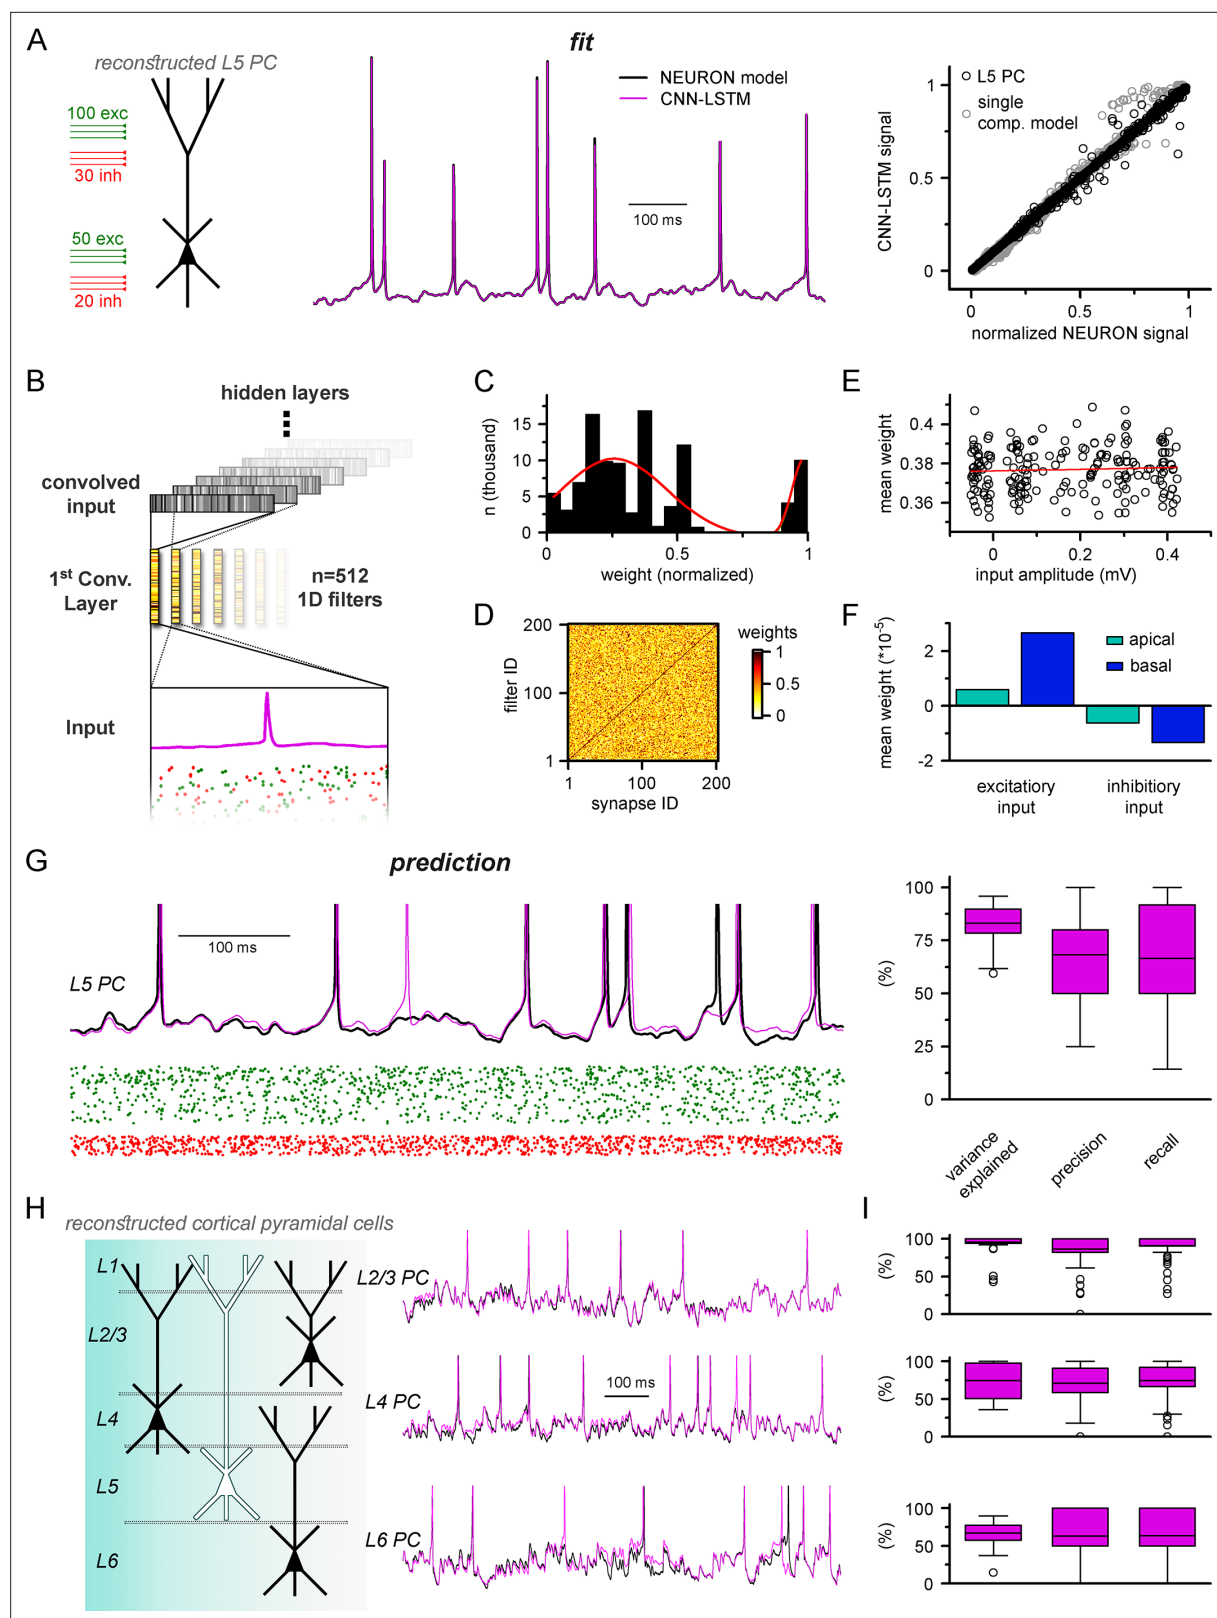 A
reconstructed L5 PC
100 exc
30 inh
50 exc
20 inh
fit
NEURON model
CNN-LSTM
100 ms
CNN-LSTM signal
1
0.5
0
L5 PC
single
comp. model
0
0.5
1
normalized NEURON signal
B
hidden layers
convolved
input
1st Conv.
Layer
n=512
1D filters
Input
C
n (thousand)
15
10
5
0
0
0.5
1
weight (normalized)
D
filter ID
200
100
1
1
100
200
synapse ID
weights
1
0.5
0
E
mean weight
0.4
0.38
0.36
0
0.2
0.4
input amplitude (mV)
F
mean weight (*10-5)
2
0
-2
apical
basal
excitatiory
input
inhibitiory
input
G
prediction
100 ms
L5 PC
(%)
100
75
50
25
0
variance
explained
precision
recall
H
reconstructed cortical pyramidal cells
L1
L2/3
L4
L5
L6
L2/3 PC
L4 PC
100 ms
L6 PC
I
(%)
100
50
0
(%)
100
50
0
(%)
100
50
0